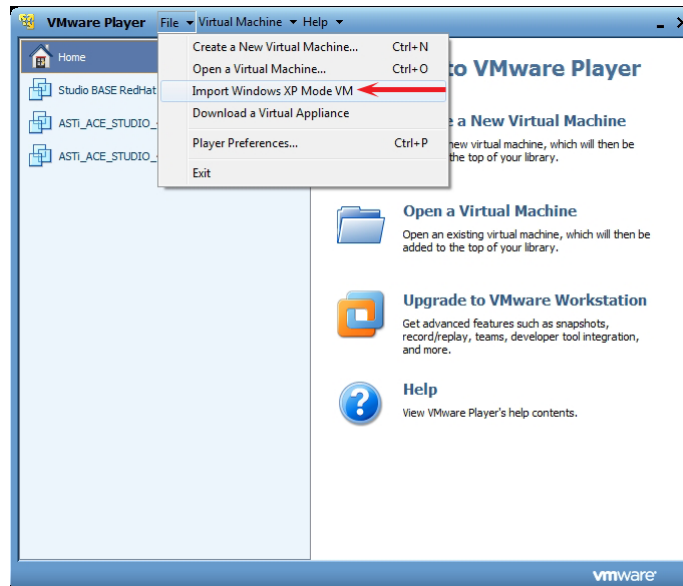 VMware Player File Virtual Machine Help
Home
Studio BASE RedHat
ASTi_ACE_STUDIO_
ASTi_ACE_STUDIO_
Create a New Virtual Machine... Ctrl+N
Open a Virtual Machine... Ctrl+O
Import Windows XP Mode VM
Download a Virtual Appliance
Player Preferences... Ctrl+P
Exit
to VMware Player
a New Virtual Machine
new virtual machine, which will then be
the top of your library.
Open a Virtual Machine
Open an existing virtual machine, which will then be
added to the top of your library.
Upgrade to VMware Workstation
Get advanced features such as snapshots,
record/replay, teams, developer tool integration,
and more.
Help
View VMware Player's help contents.
vmware